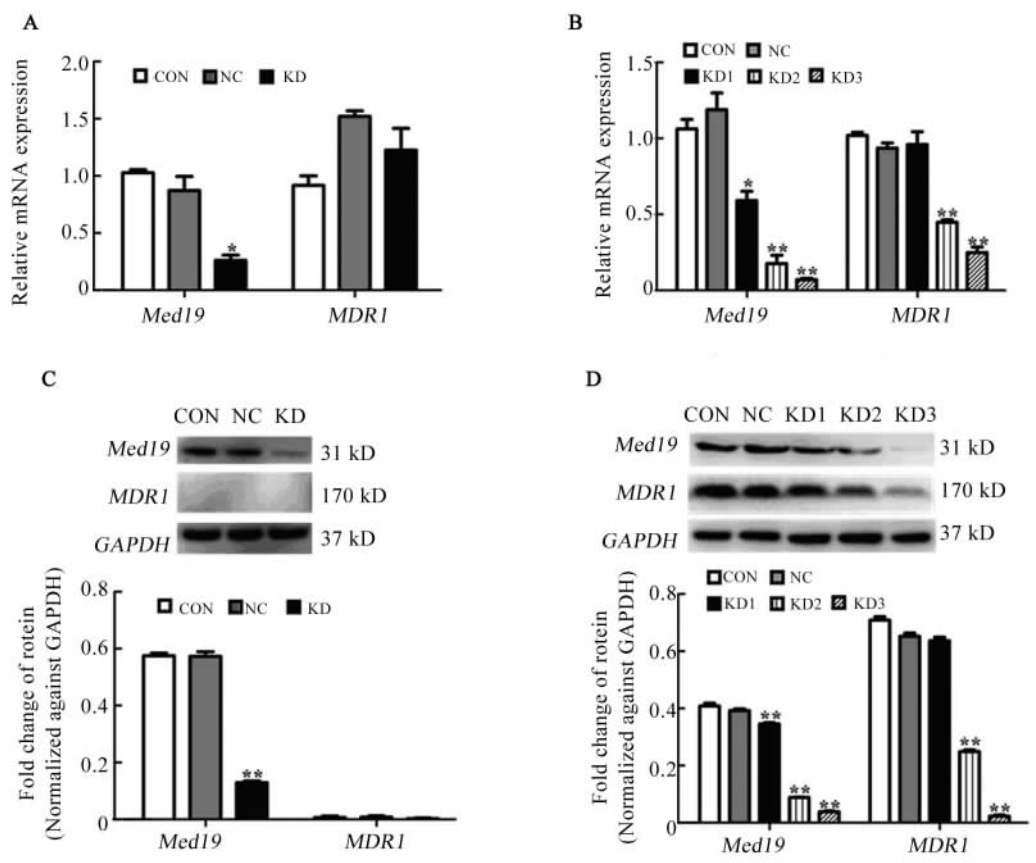 A
Relative mRNA expression
2.0
1.5
1.0
0.5
0
CON NC KD
*
Med19 MDR1
B
Relative mRNA expression
1.5
1.0
0.5
0
CON NC
KD1 KD2 KD3
*
**
**
**
**
Med19 MDR1
C
CON NC KD
Med19 31 kD
MDR1 170 kD
GAPDH 37 kD
Fold change of rotein
(Normalized against GAPDH)
0.8
0.6
0.4
0.2
0
CON NC KD
**
Med19 MDR1
D
CON NC KD1 KD2 KD3
Med19 31 kD
MDR1 170 kD
GAPDH 37 kD
Fold change of rotein
(Normalized against GAPDH)
0.8
0.6
0.4
0.2
0
CON NC
KD1 KD2 KD3
**
**
**
**
**
Med19 MDR1